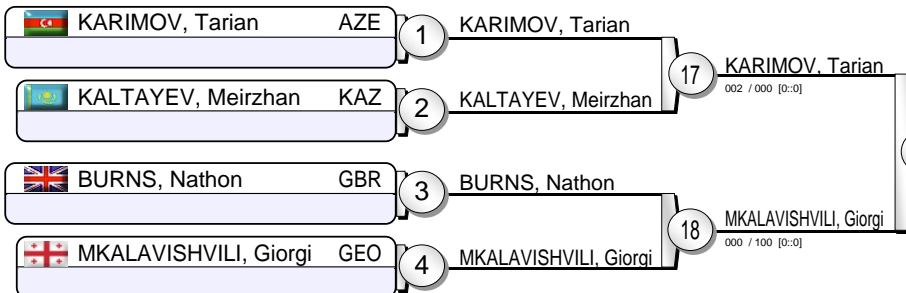 KARIMOV, Tarian AZE
1
KARIMOV, Tarian
KALTAYEV, Meirzhan KAZ
2
KALTAYEV, Meirzhan
17
KARIMOV, Tarian
002 / 000 [0::0]
BURNS, Nathon GBR
3
BURNS, Nathon
MKALAVISHVILI, Giorgi GEO
4
MKALAVISHVILI, Giorgi
18
MKALAVISHVILI, Giorgi
000 / 100 [0::0]